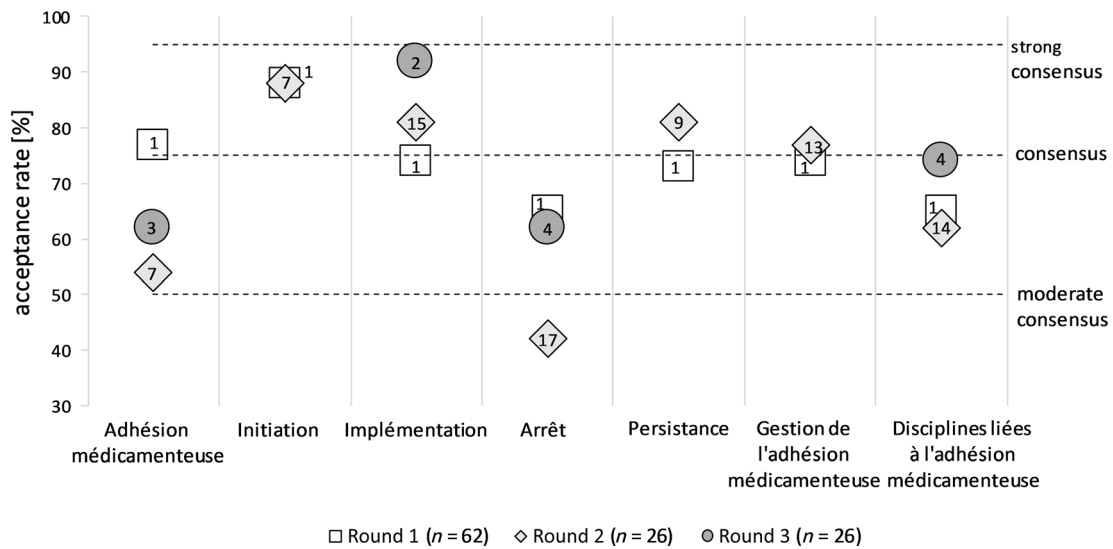 100
90
80
70
60
50
40
30
acceptance rate [%]
strong
consensus
consensus
moderate
consensus
1
3
7
7
1
2
15
1
1
4
17
9
1
13
1
4
1
14
Adhésion
médicamenteuse
Initiation
Implémentation
Arrêt
Persistance
Gestion de
l'adhésion
médicamenteuse
Disciplines liées
à l'adhésion
médicamenteuse
Round 1 (n = 62)
Round 2 (n = 26)
Round 3 (n = 26)